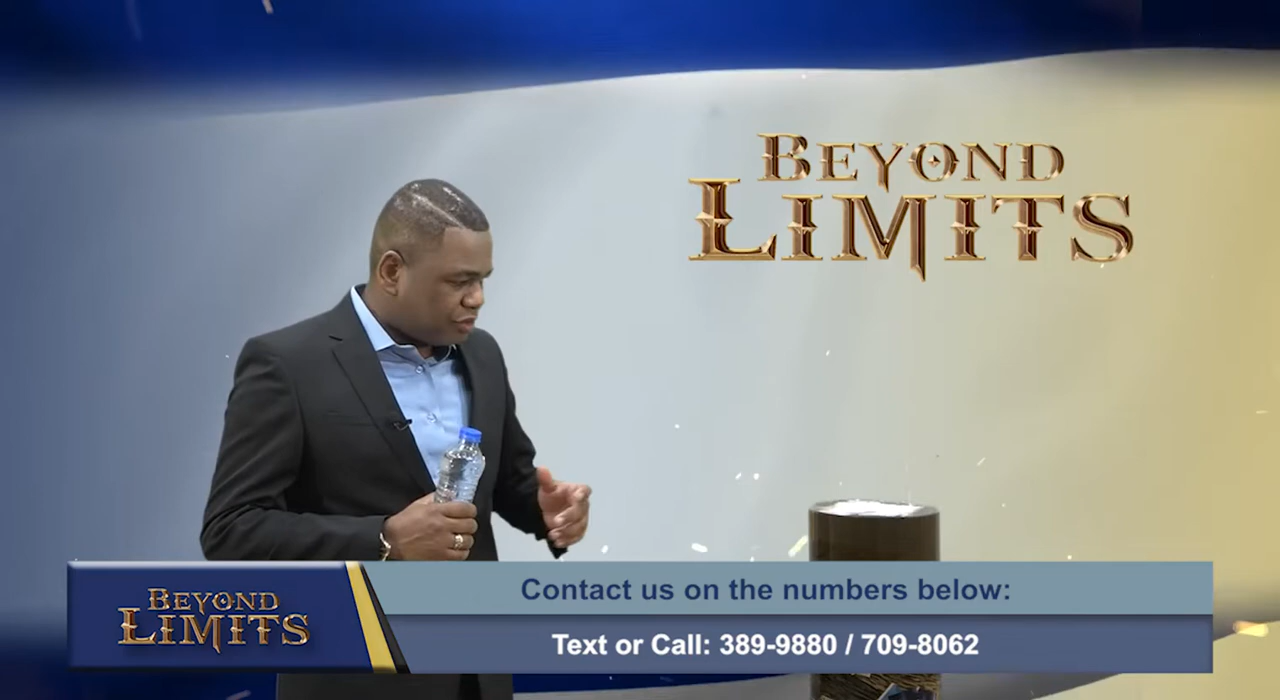 BEYOND
LIMITS
Contact us on the numbers below:
BEYOND
LIMITS
Text or Call: 389-9880 / 709-8062